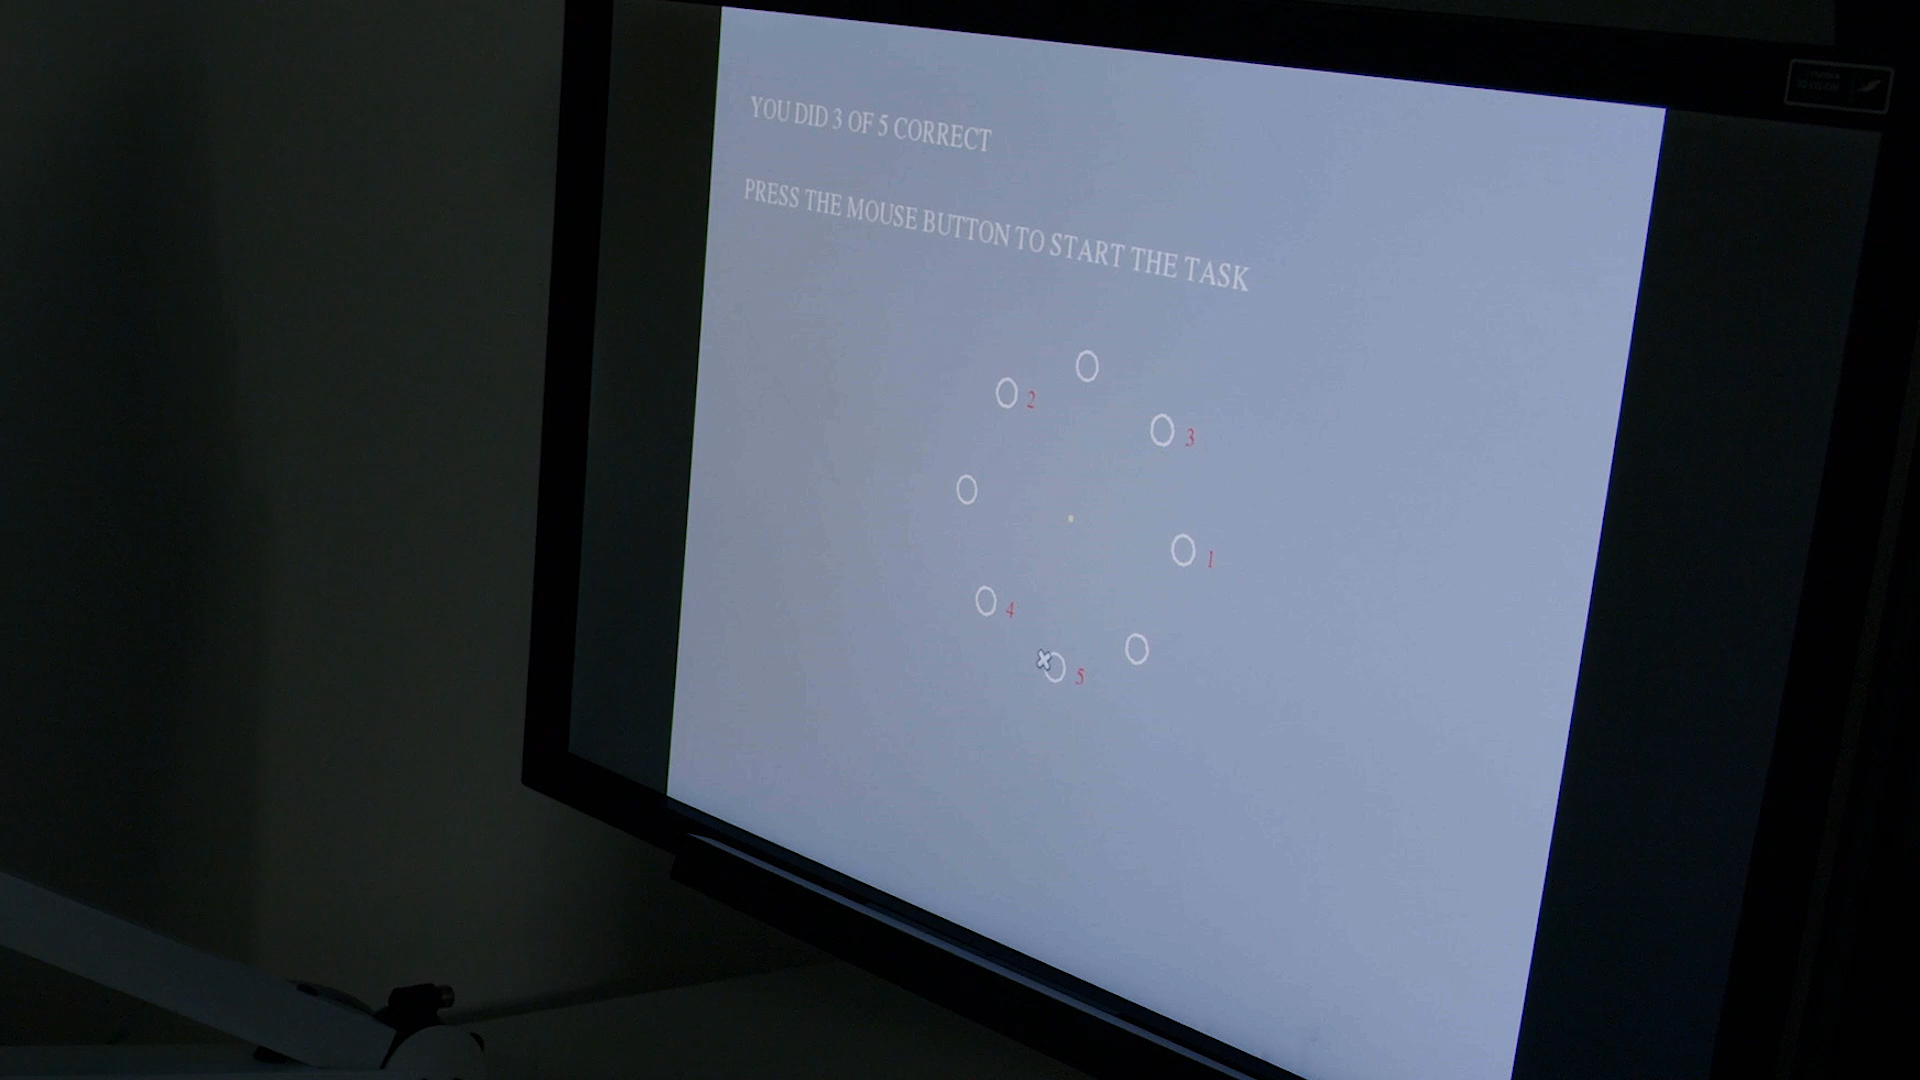 YOU DID 3 OF 5 CORRECT
PRESS THE MOUSE BUTTON TO START THE TASK
2
3
1
4
5